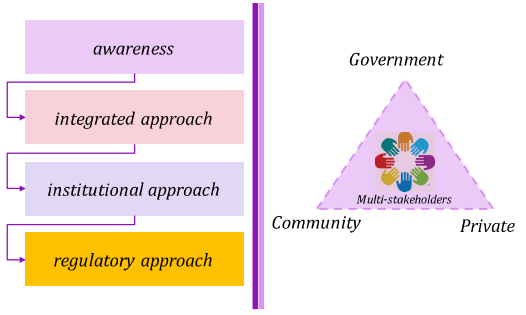 awareness
integrated approach
institutional approach
regulatory approach
Government
Multi-stakeholders
Community
Private